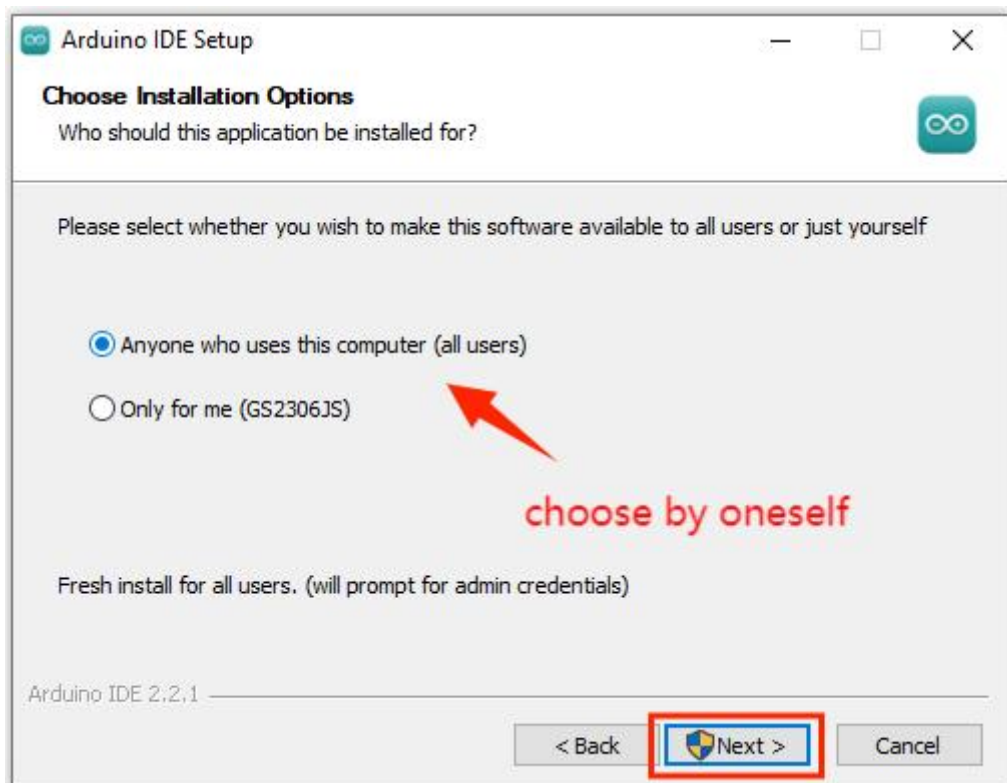 Arduino IDE Setup
Choose Installation Options
Who should this application be installed for?
Please select whether you wish to make this software available to all users or just yourself
Anyone who uses this computer (all users)
Only for me (GS2306JS)
choose by oneself
Fresh install for all users. (will prompt for admin credentials)
Arduino IDE 2.2.1
< Back Next > Cancel